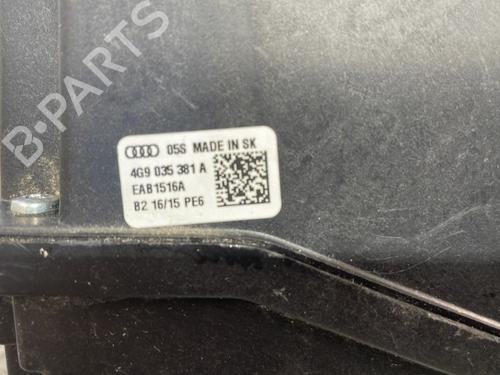 B-PARTS
05S MADE IN SK
4G9 035 381 A
EAB1516A
B2 16/15 PE6